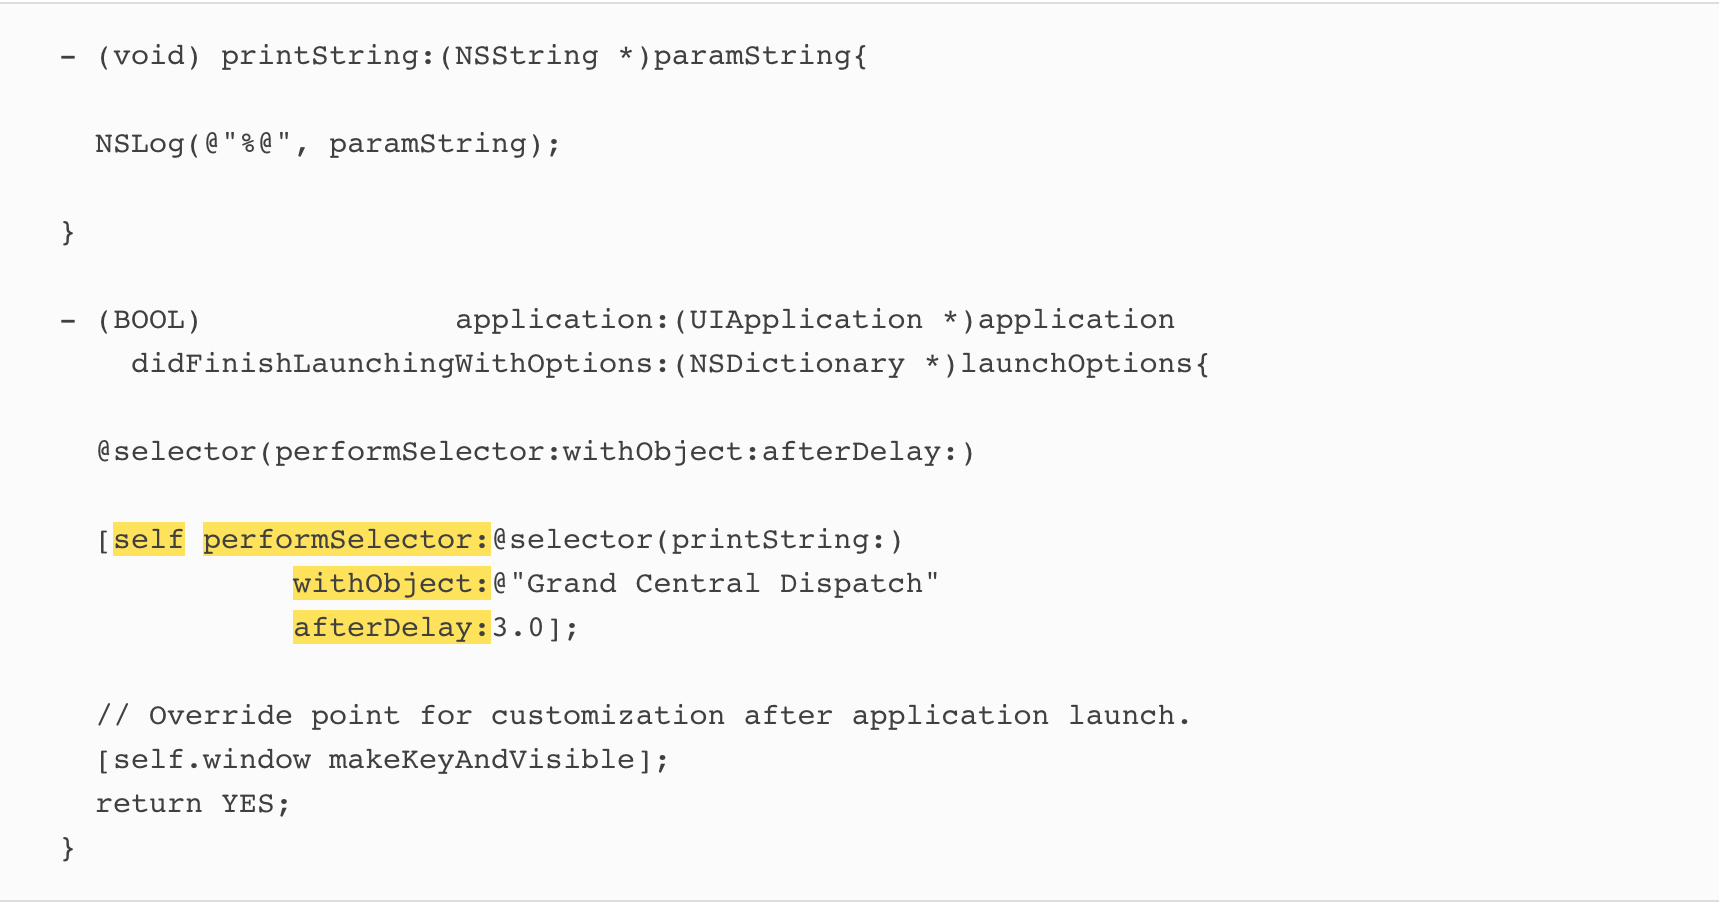 - (void) printString:(NSString *)paramString{
NSLog(@"%@", paramString);
}
- (BOOL)              application:(UIApplication *)application
didFinishLaunchingWithOptions:(NSDictionary *)launchOptions{
@selector(performSelector:withObject:afterDelay:)
[self performSelector:@selector(printString:)
withObject:@"Grand Central Dispatch"
afterDelay:3.0];
// Override point for customization after application launch.
[self.window makeKeyAndVisible];
return YES;
}